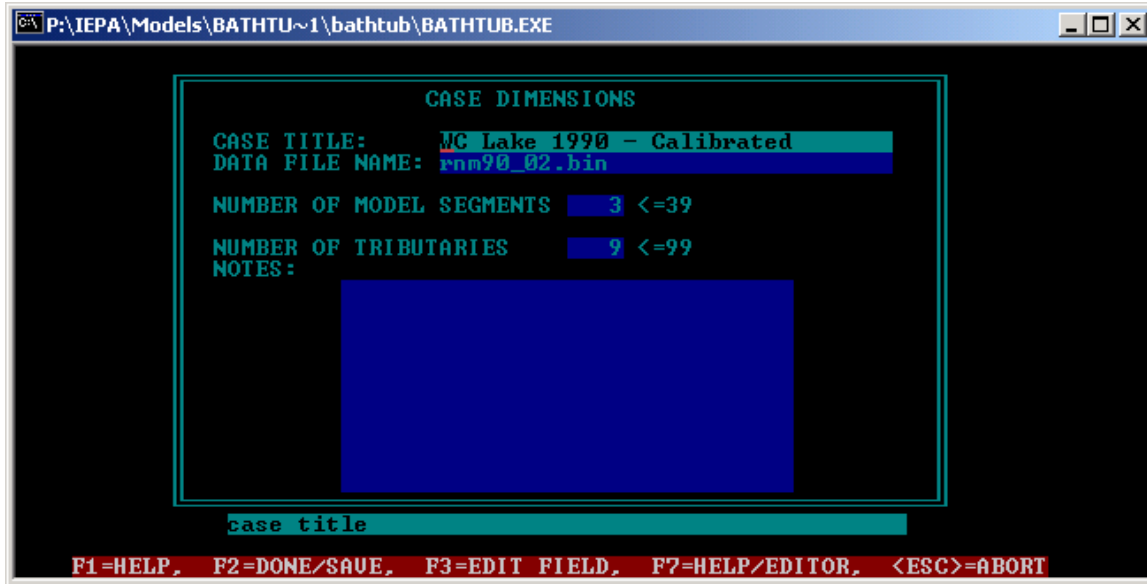 P:\IEPA\Models\BATHTU~1\bathtub\BATHTUB.EXE
CASE DIMENSIONS
CASE TITLE: WC Lake 1990 - Calibrated
DATA FILE NAME: rnm90_02.bin
NUMBER OF MODEL SEGMENTS 3 <=39
NUMBER OF TRIBUTARIES 9 <=99
NOTES:
case title
F1=HELP, F2=DONE/SAVE, F3=EDIT FIELD, F7=HELP/EDITOR, <ESC>=ABORT